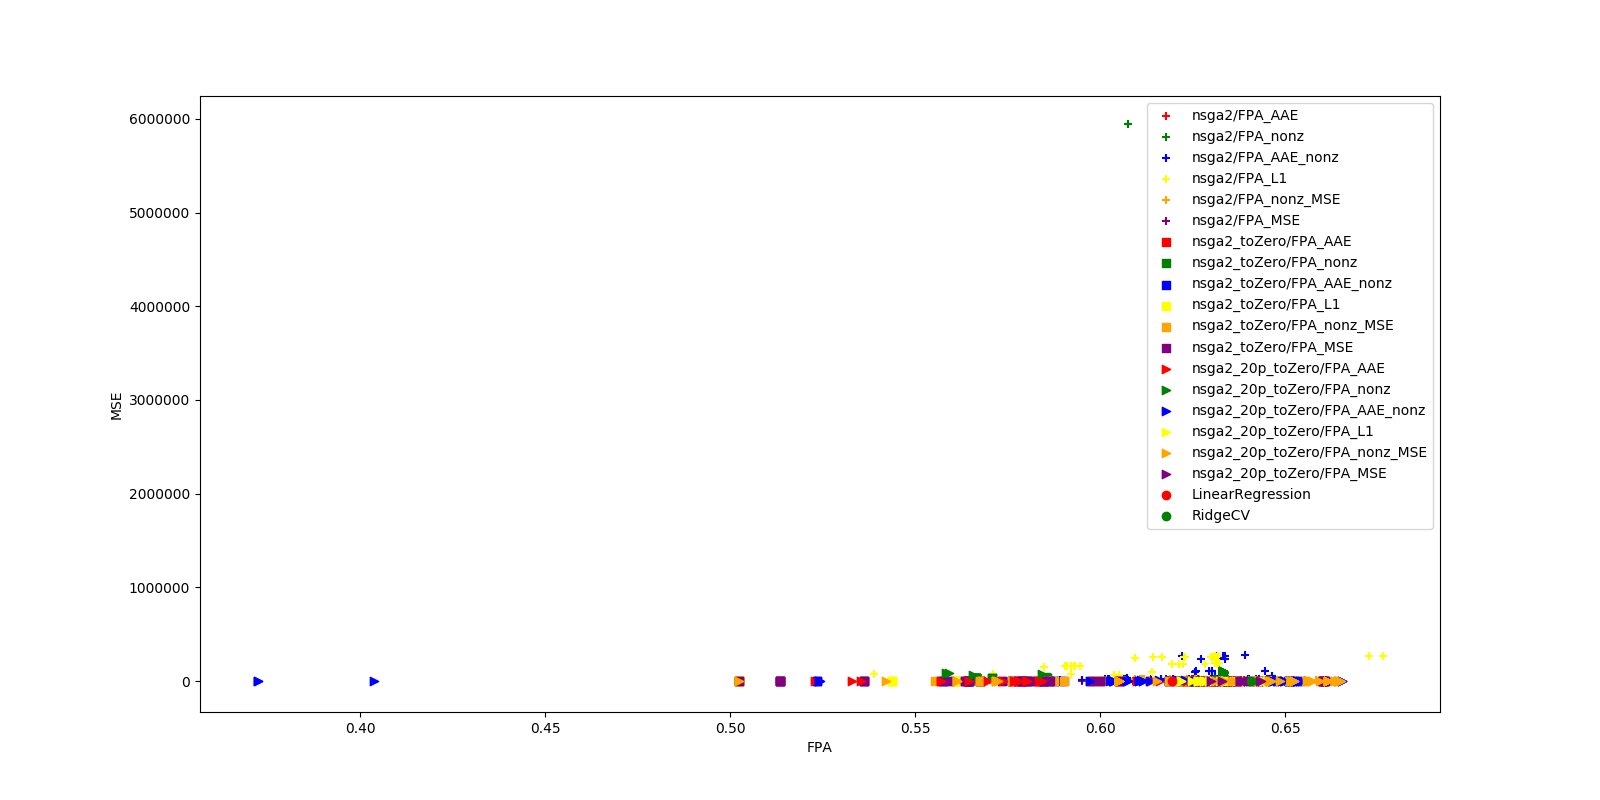 6000000
5000000
4000000
3000000
2000000
1000000
0
MSE
0.40
0.45
0.50
0.55
0.60
0.65
FPA
nsga2/FPA_AAE
nsga2/FPA_nonz
nsga2/FPA_AAE_nonz
nsga2/FPA_L1
nsga2/FPA_nonz_MSE
nsga2/FPA_MSE
nsga2_toZero/FPA_AAE
nsga2_toZero/FPA_nonz
nsga2_toZero/FPA_AAE_nonz
nsga2_toZero/FPA_L1
nsga2_toZero/FPA_nonz_MSE
nsga2_toZero/FPA_MSE
nsga2_20p_toZero/FPA_AAE
nsga2_20p_toZero/FPA_nonz
nsga2_20p_toZero/FPA_AAE_nonz
nsga2_20p_toZero/FPA_L1
nsga2_20p_toZero/FPA_nonz_MSE
nsga2_20p_toZero/FPA_MSE
LinearRegression
RidgeCV